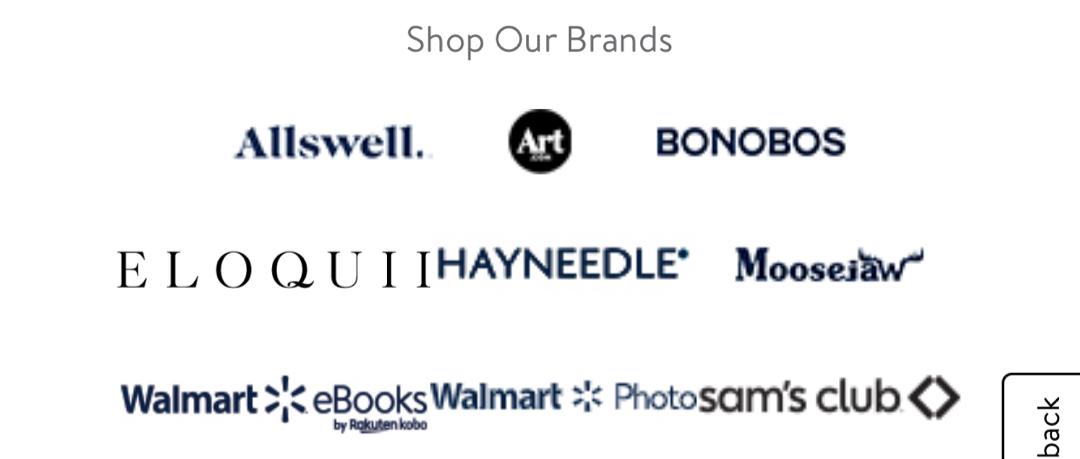 Shop Our Brands
Allswell. Art .COM BONOBOS
ELOQUII HAYNEEDLE Moosejaw
Walmart eBooks Walmart Photo sam's club
by Rakuten kobo
back